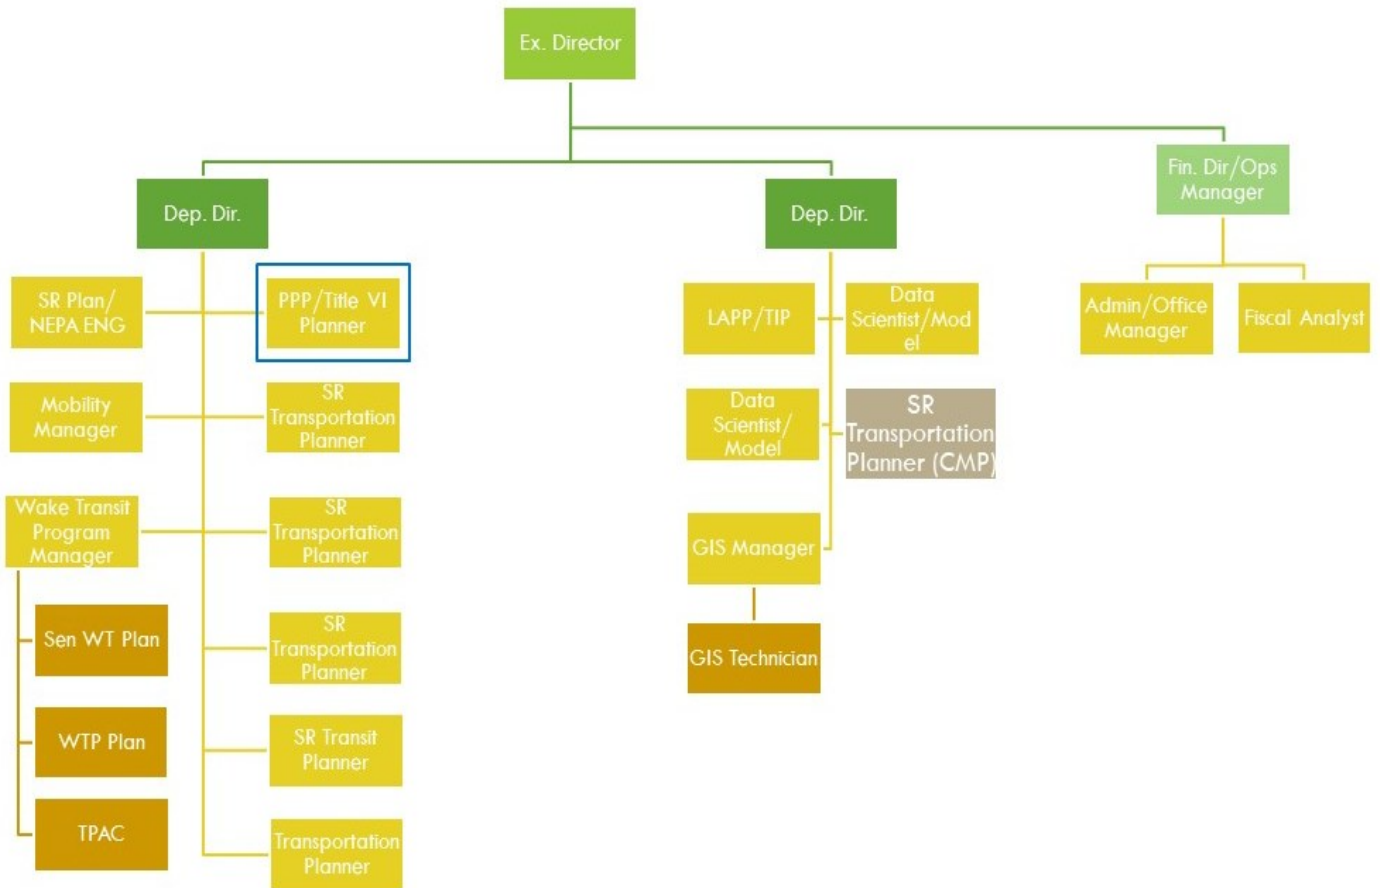 Ex. Director
Fin. Dir/Ops
Manager
Dep. Dir.
Dep. Dir.
SR Plan/
NEPA ENG
PPP/Title VI
Planner
LAPP/TIP
Data
Scientist/Mod
el
Admin/Office
Manager
Fiscal Analyst
Mobility
Manager
SR
Transportation
Planner
Data
Scientist/
Model
SR
Transportation
Planner (CMP)
Wake Transit
Program
Manager
SR
Transportation
Planner
GIS Manager
Sen WT Plan
SR
Transportation
Planner
GIS Technician
WTP Plan
SR Transit
Planner
TPAC
Transportation
Planner